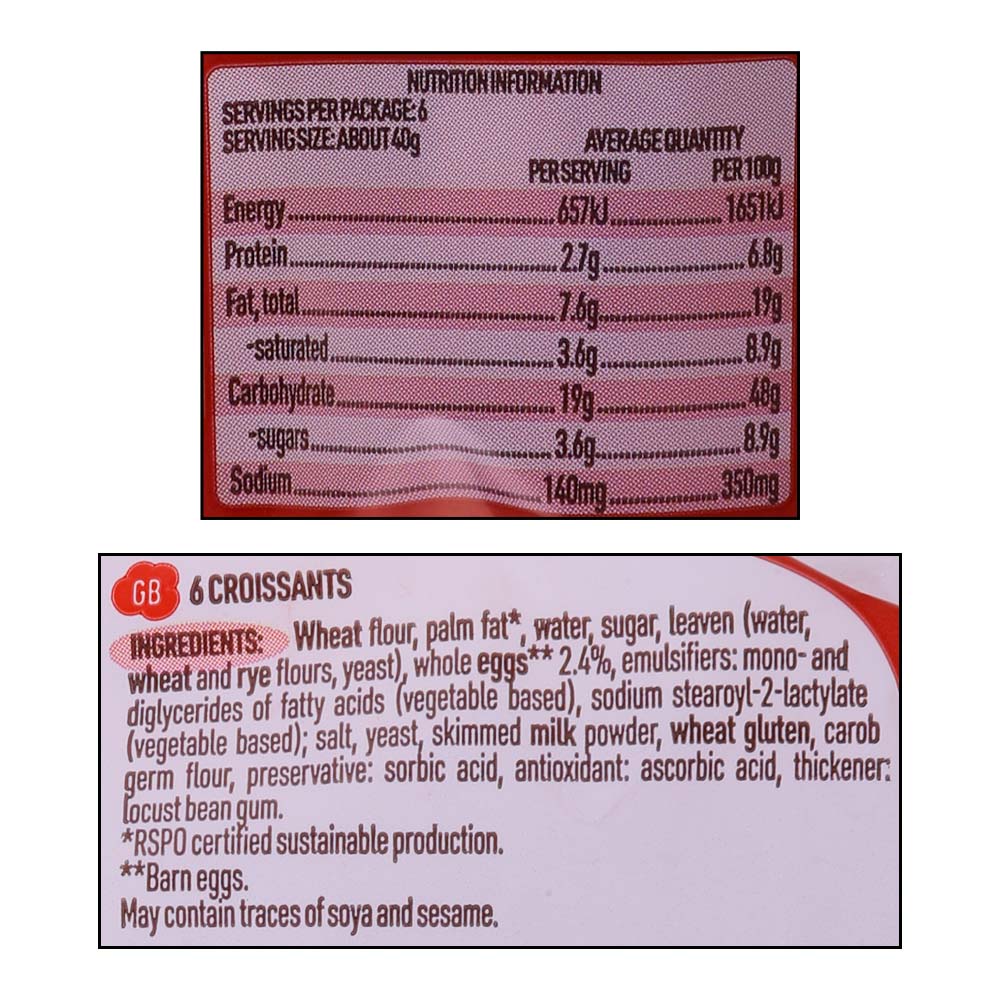 NUTRITION INFORMATION
SERVINGS PER PACKAGE: 6
SERVING SIZE: ABOUT 40g
AVERAGE QUANTITY
PER SERVING PER 100g
Energy 657kJ 1651kJ
Protein 2.7g 6.8g
Fat, total 7.6g 19g
-saturated 3.6g 8.9g
Carbohydrate 19g 48g
-sugars 3.6g 8.9g
Sodium 140mg 350mg
GB 6 CROISSANTS
INGREDIENTS: Wheat flour, palm fat*, water, sugar, leaven (water,
wheat and rye flours, yeast), whole eggs** 2.4%, emulsifiers: mono- and
diglycerides of fatty acids (vegetable based), sodium stearoyl-2-lactylate
(vegetable based); salt, yeast, skimmed milk powder, wheat gluten, carob
germ flour, preservative: sorbic acid, antioxidant: ascorbic acid, thickener:
locust bean gum.
*RSPO certified sustainable production.
**Barn eggs.
May contain traces of soya and sesame.